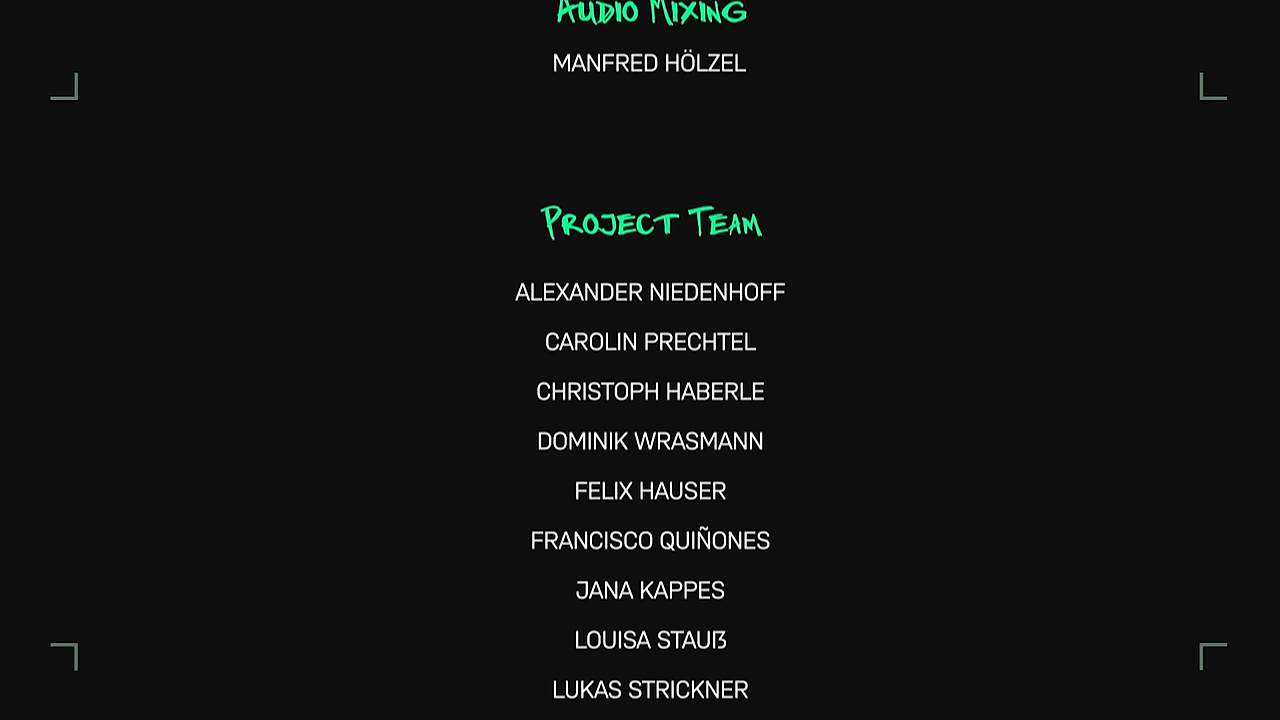 Audio Mixing
MANFRED HÖLZEL
Project Team
ALEXANDER NIEDENHOFF
CAROLIN PRECHTEL
CHRISTOPH HABERLE
DOMINIK WRASMANN
FELIX HAUSER
FRANCISCO QUIÑONES
JANA KAPPES
LOUISA STAUß
LUKAS STRICKNER